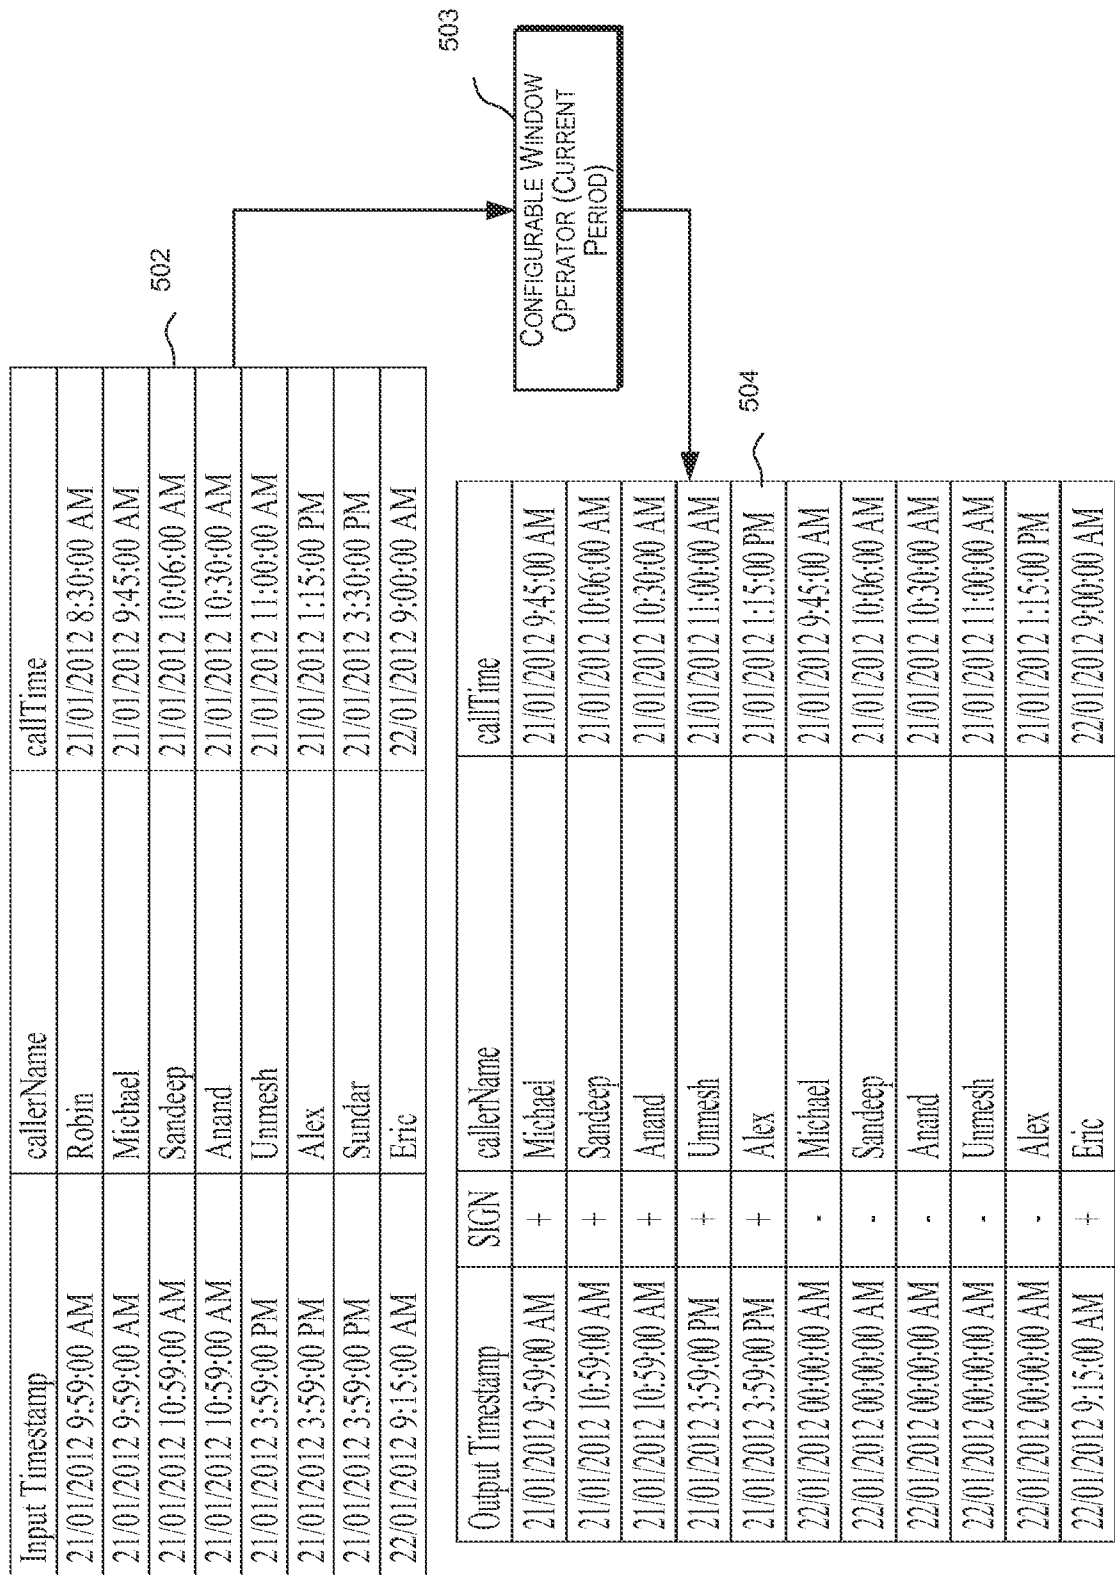 Input Timestamp callerName callTime
21/01/2012 9:59:00 AM Robin 21/01/2012 8:30:00 AM
21/01/2012 9:59:00 AM Michael 21/01/2012 9:45:00 AM
21/01/2012 10:59:00 AM Sandeep 21/01/2012 10:06:00 AM
21/01/2012 10:59:00 AM Anand 21/01/2012 10:30:00 AM
21/01/2012 3:59:00 PM Unmesh 21/01/2012 11:00:00 AM
21/01/2012 3:59:00 PM Alex 21/01/2012 1:15:00 PM
21/01/2012 3:59:00 PM Sundar 21/01/2012 3:30:00 PM
22/01/2012 9:15:00 AM Eric 22/01/2012 9:00:00 AM
502
503
CONFIGURABLE WINDOW
OPERATOR (CURRENT
PERIOD)
504
Output Timestamp SIGN callerName callTime
21/01/2012 9:59:00 AM + Michael 21/01/2012 9:45:00 AM
21/01/2012 10:59:00 AM + Sandeep 21/01/2012 10:06:00 AM
21/01/2012 10:59:00 AM + Anand 21/01/2012 10:30:00 AM
21/01/2012 3:59:00 PM + Unmesh 21/01/2012 11:00:00 AM
21/01/2012 3:59:00 PM + Alex 21/01/2012 1:15:00 PM
22/01/2012 00:00:00 AM - Michael 21/01/2012 9:45:00 AM
22/01/2012 00:00:00 AM - Sandeep 21/01/2012 10:06:00 AM
22/01/2012 00:00:00 AM - Anand 21/01/2012 10:30:00 AM
22/01/2012 00:00:00 AM - Unmesh 21/01/2012 11:00:00 AM
22/01/2012 00:00:00 AM - Alex 21/01/2012 1:15:00 PM
22/01/2012 9:15:00 AM + Eric 22/01/2012 9:00:00 AM